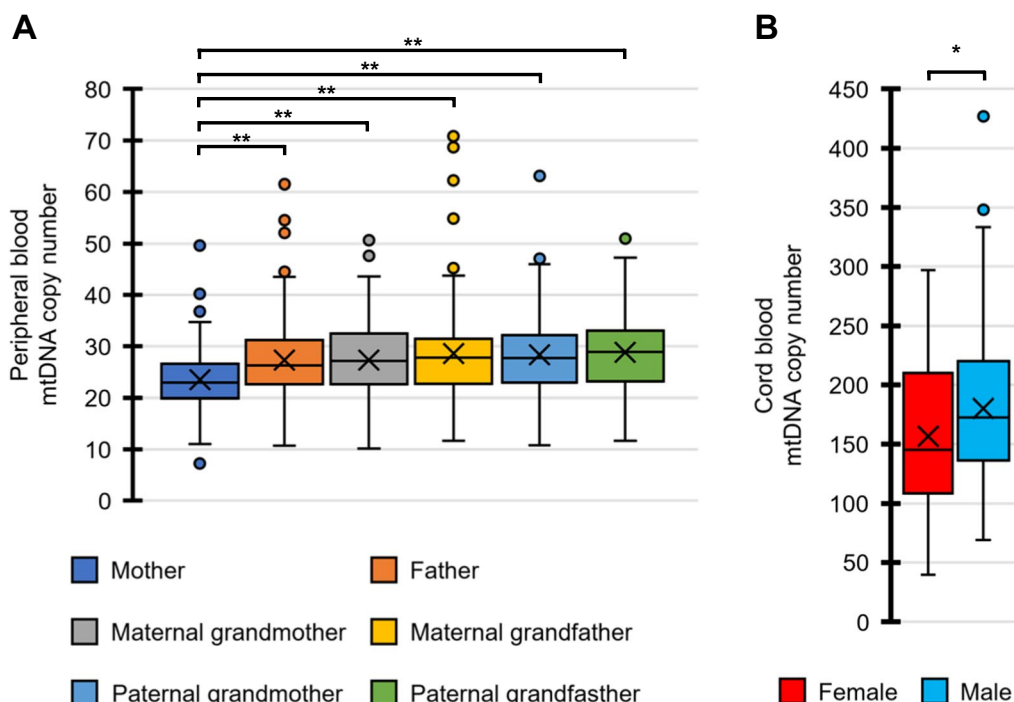 A
B
**
**
**
**
**
*
Peripheral blood
mtDNA copy number
80
70
60
50
40
30
20
10
0
Cord blood
mtDNA copy number
450
400
350
300
250
200
150
100
50
0
Mother
Father
Maternal grandmother
Maternal grandfather
Paternal grandmother
Paternal grandfasther
Female
Male